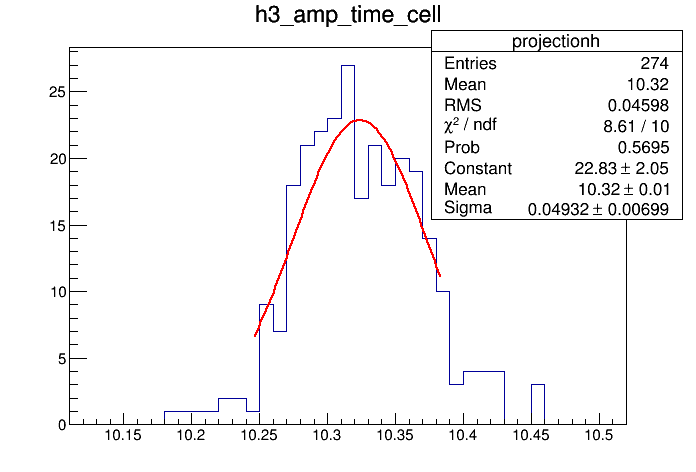 h3_amp_time_cell
projectionh
Entries 274
Mean 10.32
RMS 0.04598
χ² / ndf 8.61 / 10
Prob 0.5695
Constant 22.83 ± 2.05
Mean 10.32 ± 0.01
Sigma 0.04932 ± 0.00699
25
20
15
10
5
0
10.15 10.2 10.25 10.3 10.35 10.4 10.45 10.5